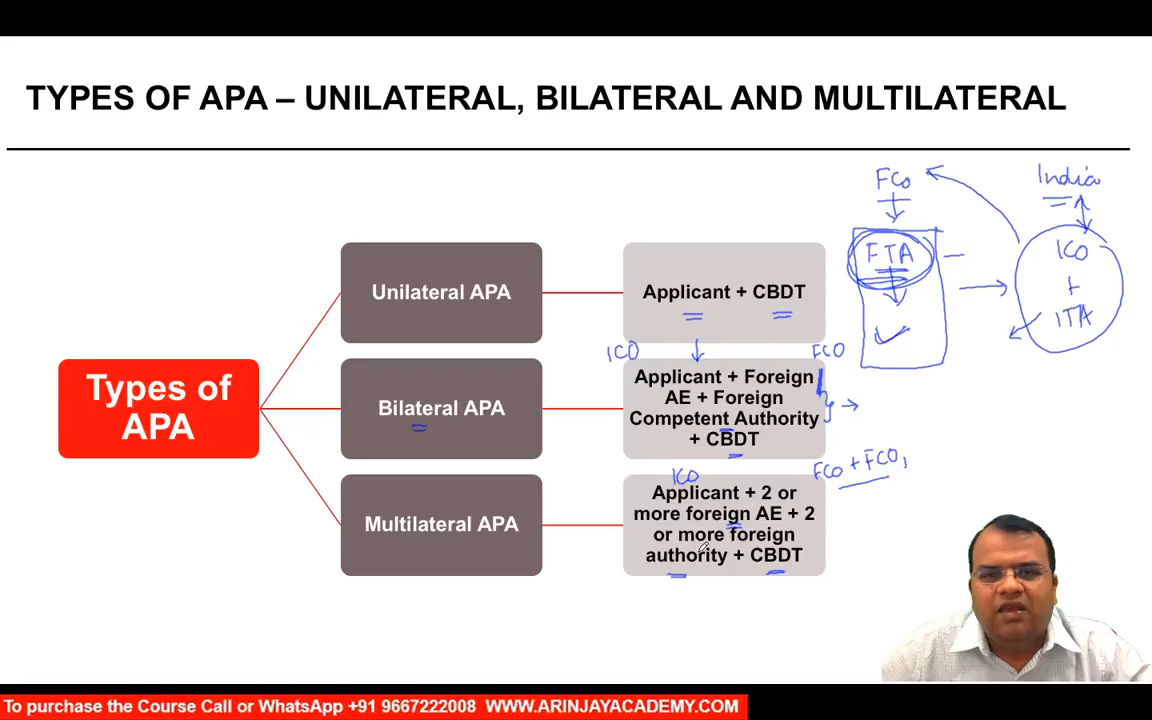 TYPES OF APA – UNILATERAL, BILATERAL AND MULTILATERAL
FCo
India
FTA
ICO
+
ITA
Types of
APA
Unilateral APA
Applicant + CBDT
ICO
FCO
Bilateral APA
Applicant + Foreign
AE + Foreign
Competent Authority
+ CBDT
ICO
FCO + FCO1
Multilateral APA
Applicant + 2 or
more foreign AE + 2
or more foreign
authority + CBDT
To purchase the Course Call or WhatsApp +91 9667222008 WWW.ARINJAYACADEMY.COM